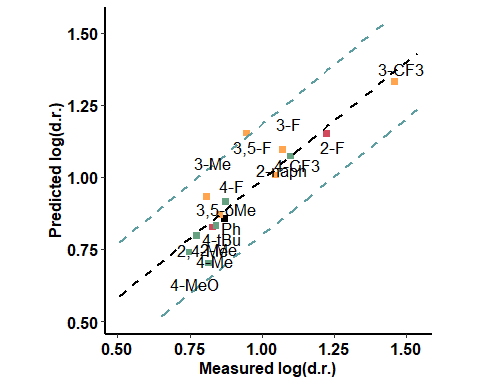 1.50
1.25
1.00
0.75
0.50
Predicted log(d.r.)
3-CF3
3-F
3,5-F
2-F
3-Me
2-naph
4-CF3
4-F
3,5-diMe
Ph
4-tBu
4-Me
4-MeO
0.50
0.75
1.00
1.25
1.50
Measured log(d.r.)